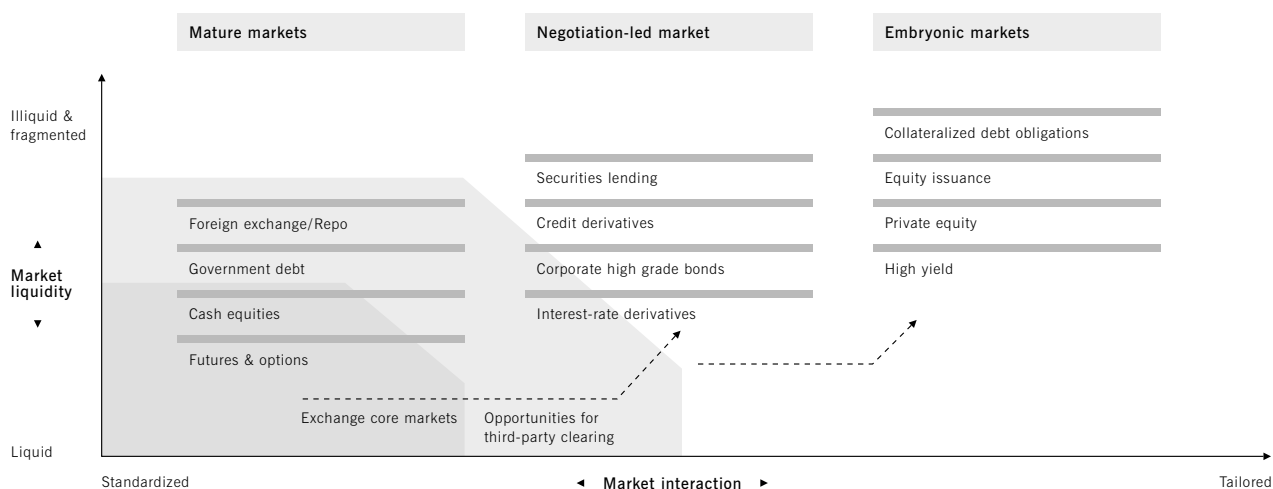 Mature markets
Negotiation-led market
Embryonic markets
Illiquid &
fragmented
Collateralized debt obligations
Securities lending
Equity issuance
Foreign exchange/Repo
Credit derivatives
Private equity
Government debt
Corporate high grade bonds
High yield
Market
liquidity
Cash equities
Interest-rate derivatives
Futures & options
Exchange core markets
Opportunities for
third-party clearing
Liquid
Standardized
Market interaction
Tailored